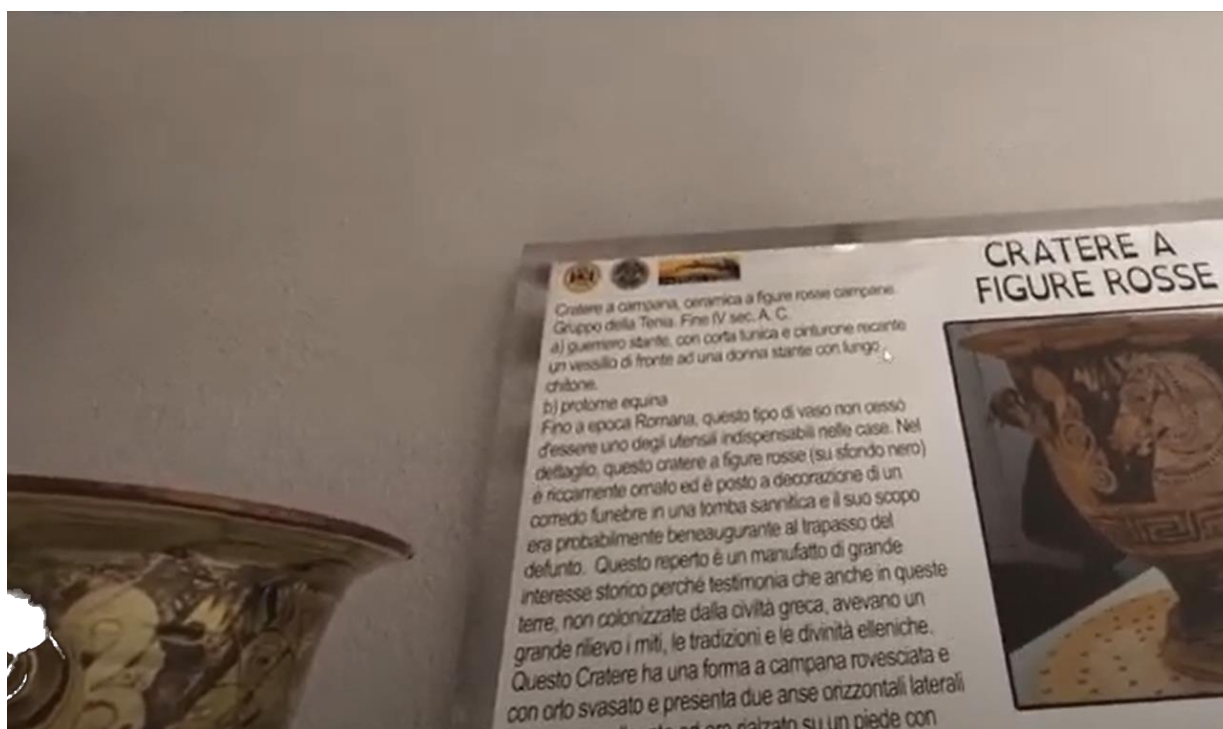 CRATERE A
FIGURE ROSSE
Cratere a campana, ceramica a figure rosse campane.
Gruppo della Tenia. Fine IV sec. A. C.
a) guerriero stante, con corta tunica e cinturone recante
un vessillo di fronte ad una donna stante con lungo
chitone.
b) protome equina
Fino a epoca Romana, questo tipo di vaso non cessò
d'essere uno degli utensili indispensabili nelle case. Nel
dettaglio, questo cratere a figure rosse (su sfondo nero)
è riccamente ornato ed è posto a decorazione di un
corredo funebre in una tomba sannitica e il suo scopo
era probabilmente beneaugurante al trapasso del
defunto. Questo reperto è un manufatto di grande
interesse storico perché testimonia che anche in queste
terre, non colonizzate dalla civiltà greca, avevano un
grande rilievo i miti, le tradizioni e le divinità elleniche.
Questo Cratere ha una forma a campana rovesciata e
con orlo svasato e presenta due anse orizzontali laterali
rialzato su un piede con